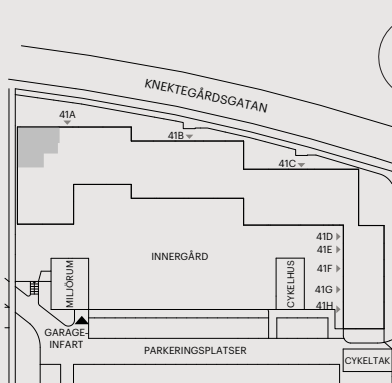 KNEKTEGÅRDSGATAN
41A
41B
41C
41D
41E
41F
41G
41H
INNERGÅRD
MILJÖRUM
CYKELHUS
GARAGE-
INFART
PARKERINGSPLATSER
CYKELTAK